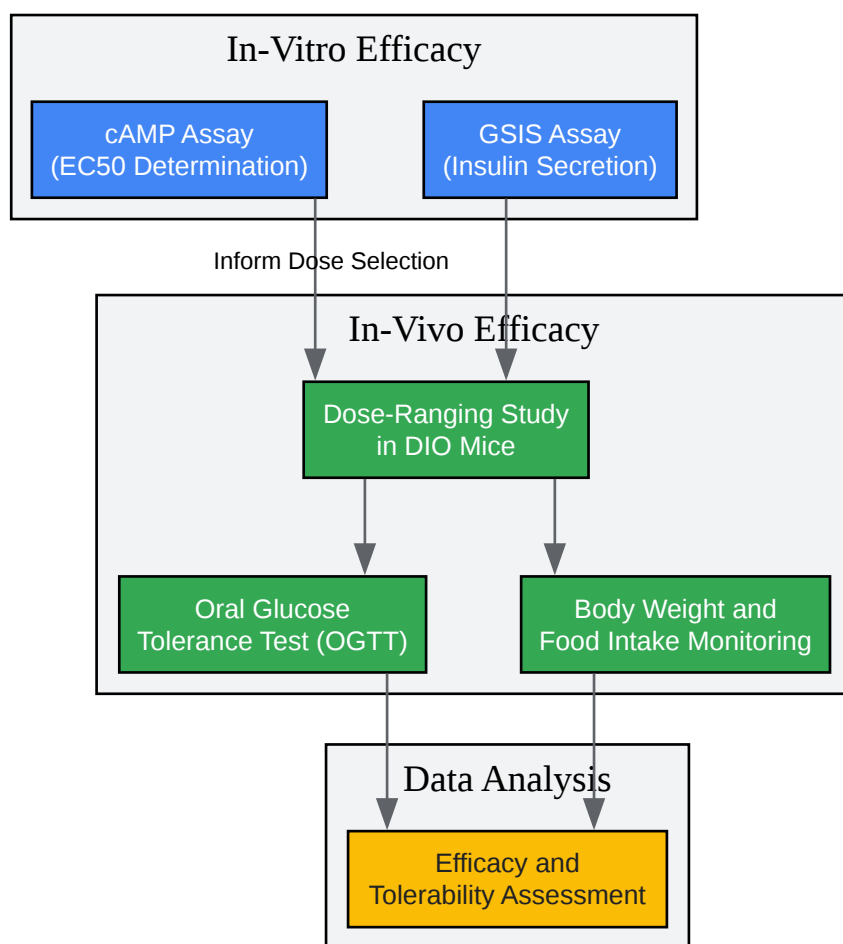 In-Vitro Efficacy
cAMP Assay
(EC50 Determination)
GSIS Assay
(Insulin Secretion)
Inform Dose Selection
In-Vivo Efficacy
Dose-Ranging Study
in DIO Mice
Oral Glucose
Tolerance Test (OGTT)
Body Weight and
Food Intake Monitoring
Data Analysis
Efficacy and
Tolerability Assessment